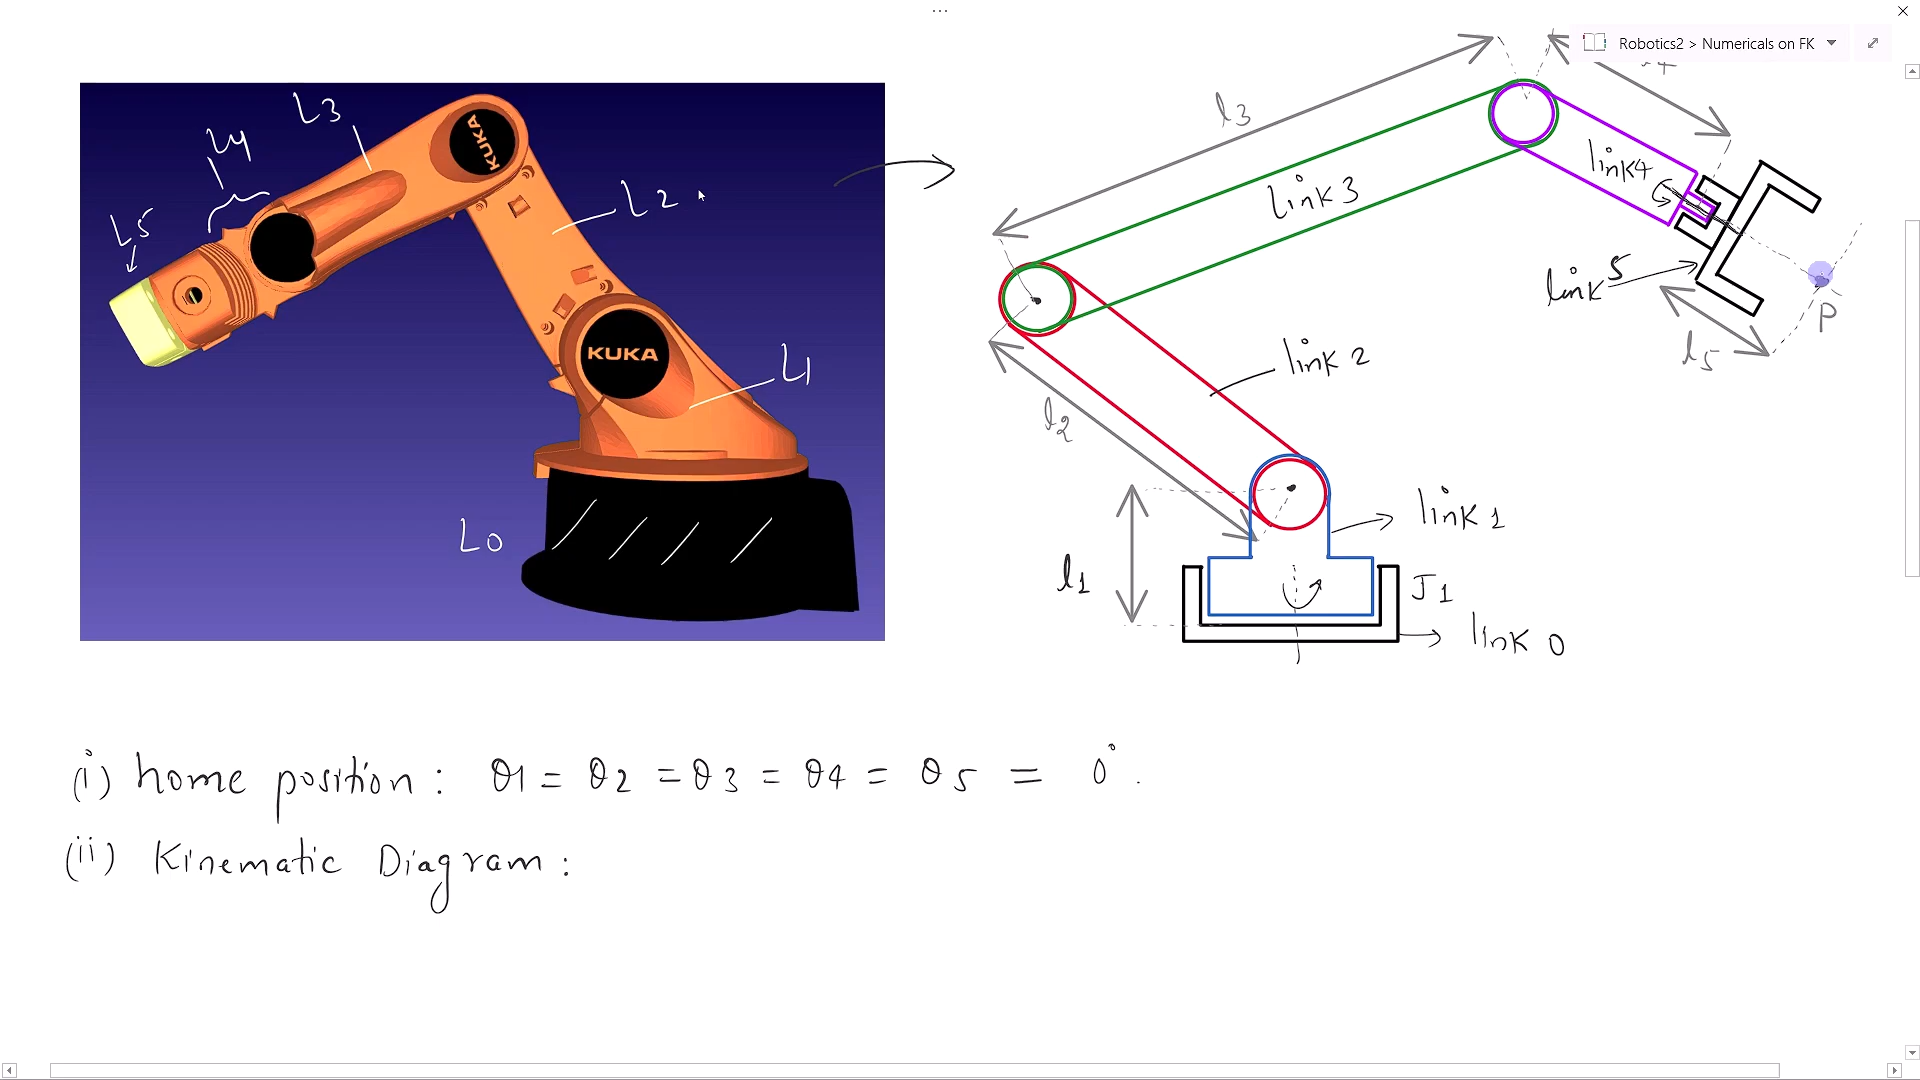 Robotics2 > Numericals on FK
L3
L4
L5
L2
L1
L0
KUKA
KUKA
l3
link 3
link4
link 5
P
l5
link 2
l2
link 1
l1
J1
link 0
(i) home position: θ1 = θ2 = θ3 = θ4 = θ5 = 0°.
(ii) Kinematic Diagram: